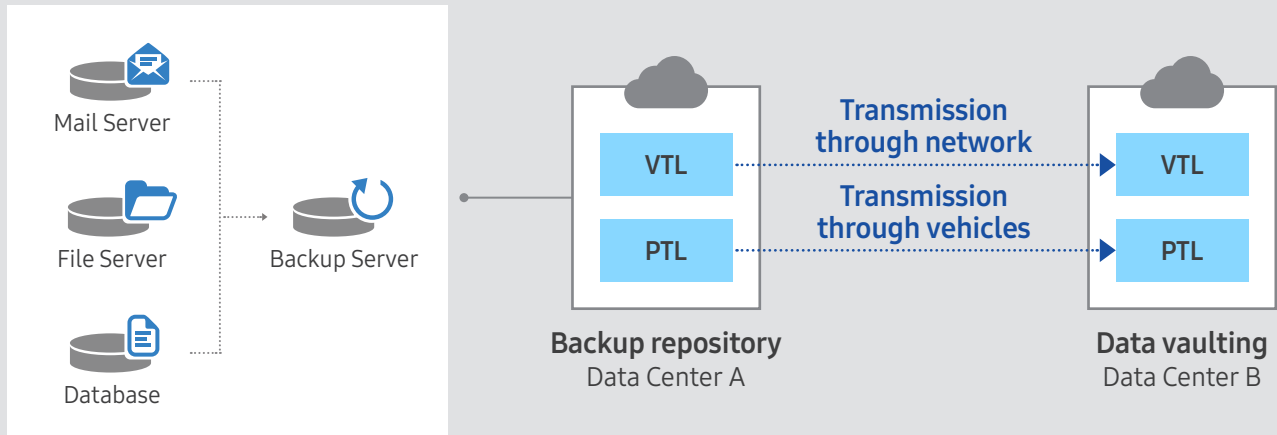 Mail Server
File Server
Database
Backup Server
VTL
PTL
Backup repository
Data Center A
Transmission
through network
Transmission
through vehicles
VTL
PTL
Data vaulting
Data Center B